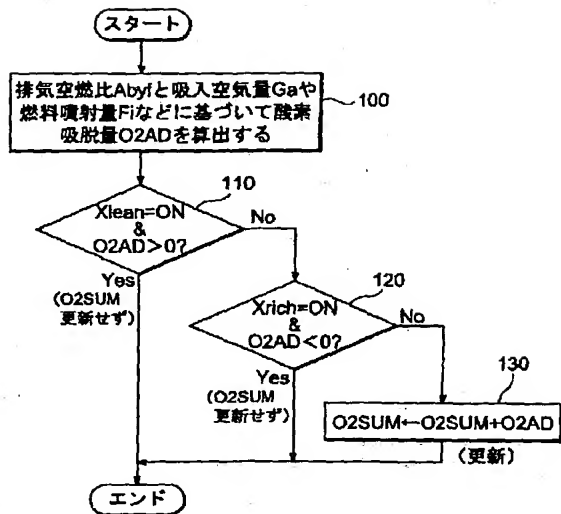 スタート
排気空燃比Abyfと吸入空気量Gaや
燃料噴射量Fiなどに基づいて酸素
吸脱量O2ADを算出する
100
Xlean=ON
&
O2AD>0?
110
No
Yes
(O2SUM
更新せず)
Xrich=ON
&
O2AD<0?
120
No
Yes
(O2SUM
更新せず)
130
O2SUM←O2SUM+O2AD
(更新)
エンド